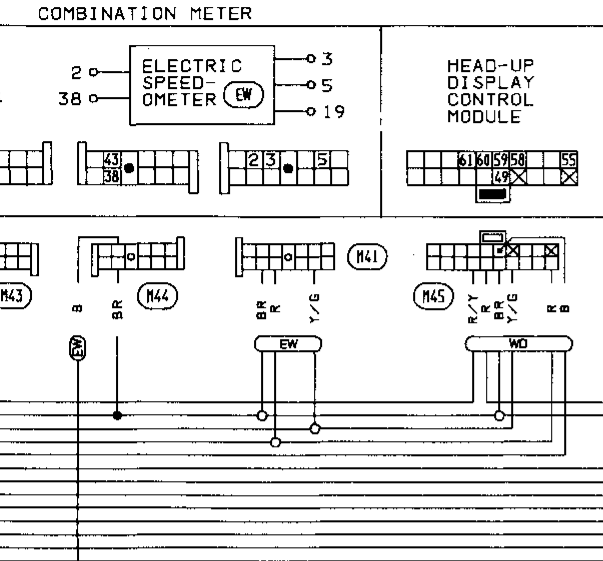 COMBINATION METER
2
38
ELECTRIC
SPEED-
OMETER
EW
3
5
19
HEAD-UP
DISPLAY
CONTROL
MODULE
43
38
2 3 5
61 60 59 58 55
49
M43
M44
M41
M45
B
BR
BR
R
Y/G
R/Y
R
BR
Y/G
R
B
EW
EW
WD